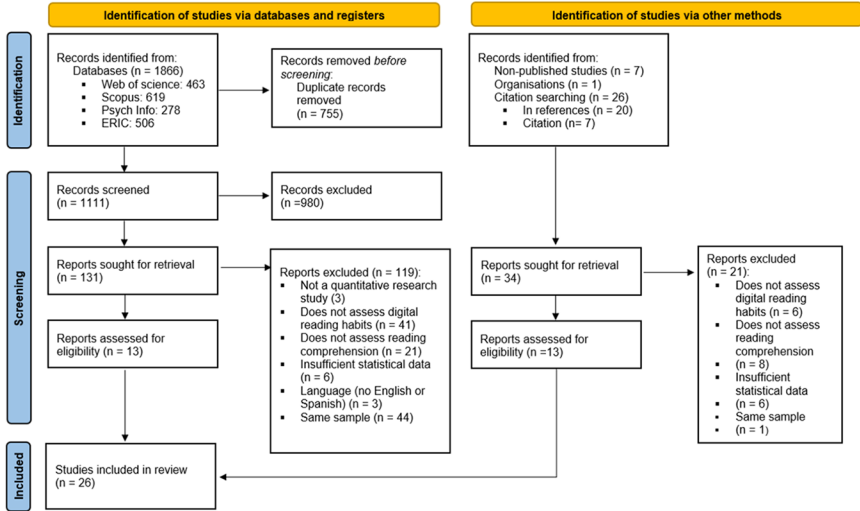 Identification of studies via databases and registers
Identification of studies via other methods
Identification
Records identified from:
Databases (n = 1866)
▪ Web of science: 463
▪ Scopus: 619
▪ Psych Info: 278
▪ ERIC: 506
Records removed before
screening:
Duplicate records
removed
(n = 755)
Records identified from:
Non-published studies (n = 7)
Organisations (n = 1)
Citation searching (n = 26)
▪ In references (n = 20)
▪ Citation (n= 7)
Screening
Records screened
(n = 1111)
Records excluded
(n =980)
Reports sought for retrieval
(n = 131)
Reports excluded (n = 119):
▪ Not a quantitative research
study (3)
▪ Does not assess digital
reading habits (n = 41)
▪ Does not assess reading
comprehension (n = 21)
▪ Insufficient statistical data
(n = 6)
▪ Language (no English or
Spanish) (n = 3)
▪ Same sample (n = 44)
Reports sought for retrieval
(n = 34)
Reports excluded
(n = 21):
▪ Does not assess
digital reading
habits (n = 6)
▪ Does not assess
reading
comprehension
▪ (n = 8)
▪ Insufficient
statistical data
▪ (n = 6)
▪ Same sample
▪ (n = 1)
Reports assessed for
eligibility (n = 13)
Reports assessed for
eligibility (n =13)
Included
Studies included in review
(n = 26)